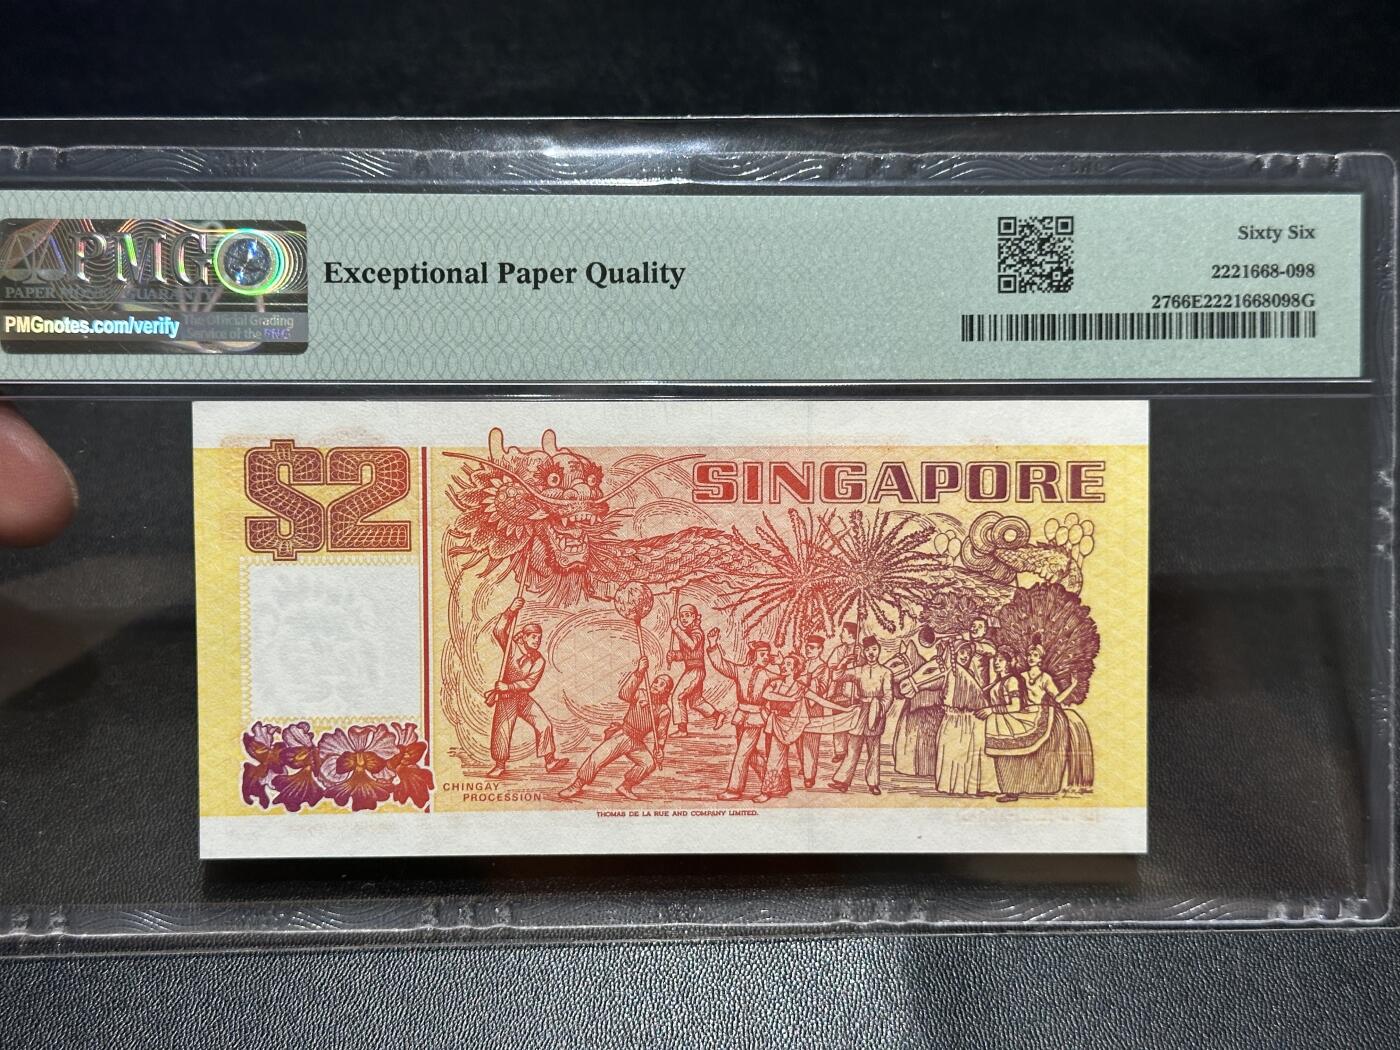 PMG
PAPER MONEY GUARANTY
PMGnotes.com/verify
The Official Grading
Service of the PNG
Exceptional Paper Quality
Sixty Six
2221668-098
2766E2221668098G
$2
SINGAPORE
CHINGAY
PROCESSION
THOMAS DE LA RUE AND COMPANY LIMITED.